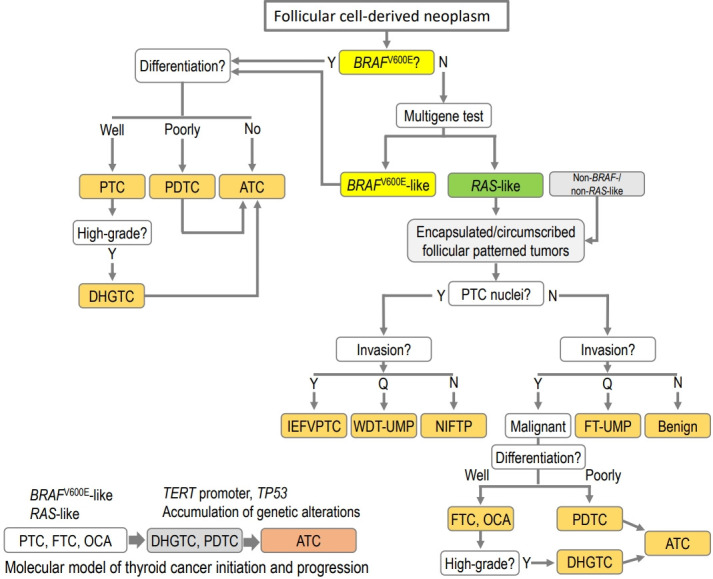 Follicular cell-derived neoplasm
Y
BRAFV600E?
N
Differentiation?
Multigene test
Well
Poorly
No
PTC
PDTC
ATC
BRAFV600E-like
RAS-like
Non-BRAF-/
non-RAS-like
High-grade?
Y
DHGTC
Encapsulated/circumscribed
follicular patterned tumors
Y
PTC nuclei?
N
Invasion?
Invasion?
Y
Q
N
Y
Q
N
IEFVPTC
WDT-UMP
NIFTP
Malignant
FT-UMP
Benign
Differentiation?
Well
Poorly
FTC, OCA
PDTC
ATC
High-grade?
Y
DHGTC
BRAFV600E-like
RAS-like
TERT promoter, TP53
Accumulation of genetic alterations
PTC, FTC, OCA
DHGTC, PDTC
ATC
Molecular model of thyroid cancer initiation and progression